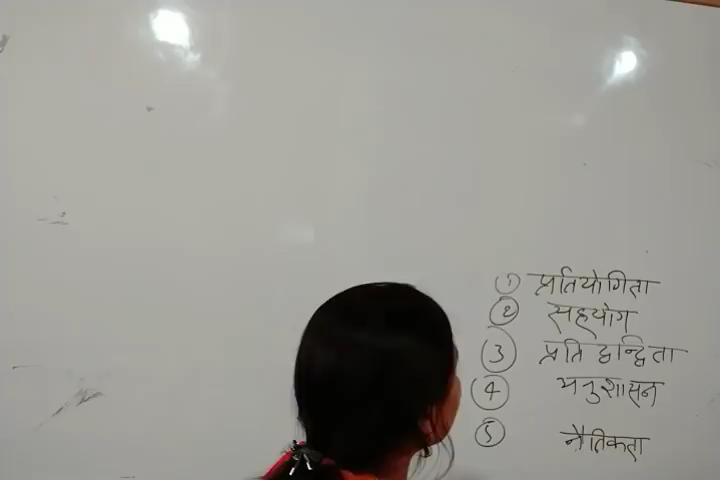 ① प्रतियोगिता
② सहयोग
③ प्रति द्वन्द्विता
④ अनुशासन
⑤ नैतिकता